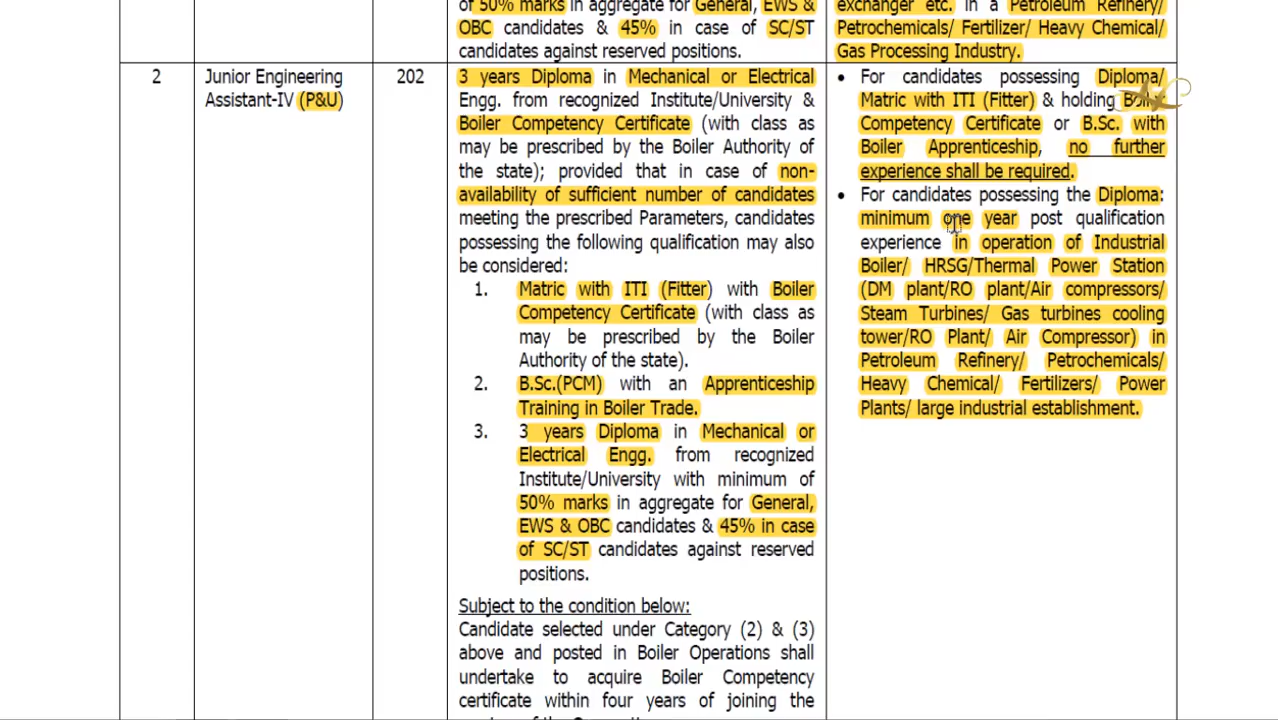 of 50% marks in aggregate for General, EWS &
OBC candidates & 45% in case of SC/ST
candidates against reserved positions.
exchanger etc. in a Petroleum Refinery/
Petrochemicals/ Fertilizer/ Heavy Chemical/
Gas Processing Industry.
2
Junior Engineering
Assistant-IV (P&U)
202
3 years Diploma in Mechanical or Electrical
Engg. from recognized Institute/University &
Boiler Competency Certificate (with class as
may be prescribed by the Boiler Authority of
the state); provided that in case of non-
availability of sufficient number of candidates
meeting the prescribed Parameters, candidates
possessing the following qualification may also
be considered:
1. Matric with ITI (Fitter) with Boiler
Competency Certificate (with class as
may be prescribed by the Boiler
Authority of the state).
2. B.Sc.(PCM) with an Apprenticeship
Training in Boiler Trade.
3. 3 years Diploma in Mechanical or
Electrical Engg. from recognized
Institute/University with minimum of
50% marks in aggregate for General,
EWS & OBC candidates & 45% in case
of SC/ST candidates against reserved
positions.
Subject to the condition below:
Candidate selected under Category (2) & (3)
above and posted in Boiler Operations shall
undertake to acquire Boiler Competency
certificate within four years of joining the
• For candidates possessing Diploma/
Matric with ITI (Fitter) & holding Boiler
Competency Certificate or B.Sc. with
Boiler Apprenticeship, no further
experience shall be required.
• For candidates possessing the Diploma:
minimum one year post qualification
experience in operation of Industrial
Boiler/ HRSG/Thermal Power Station
(DM plant/RO plant/Air compressors/
Steam Turbines/ Gas turbines cooling
tower/RO Plant/ Air Compressor) in
Petroleum Refinery/ Petrochemicals/
Heavy Chemical/ Fertilizers/ Power
Plants/ large industrial establishment.